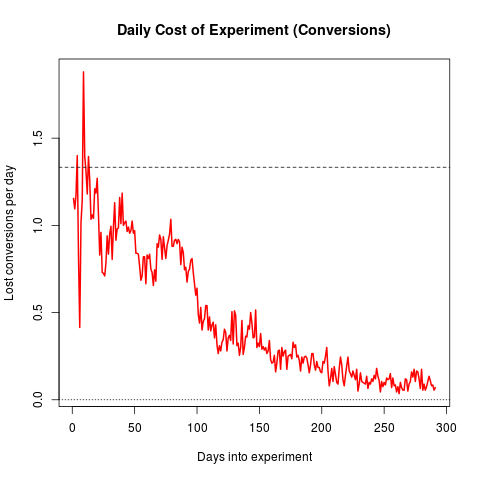 Daily Cost of Experiment (Conversions)
Lost conversions per day
1.5
1.0
0.5
0.0
0 50 100 150 200 250 300
Days into experiment